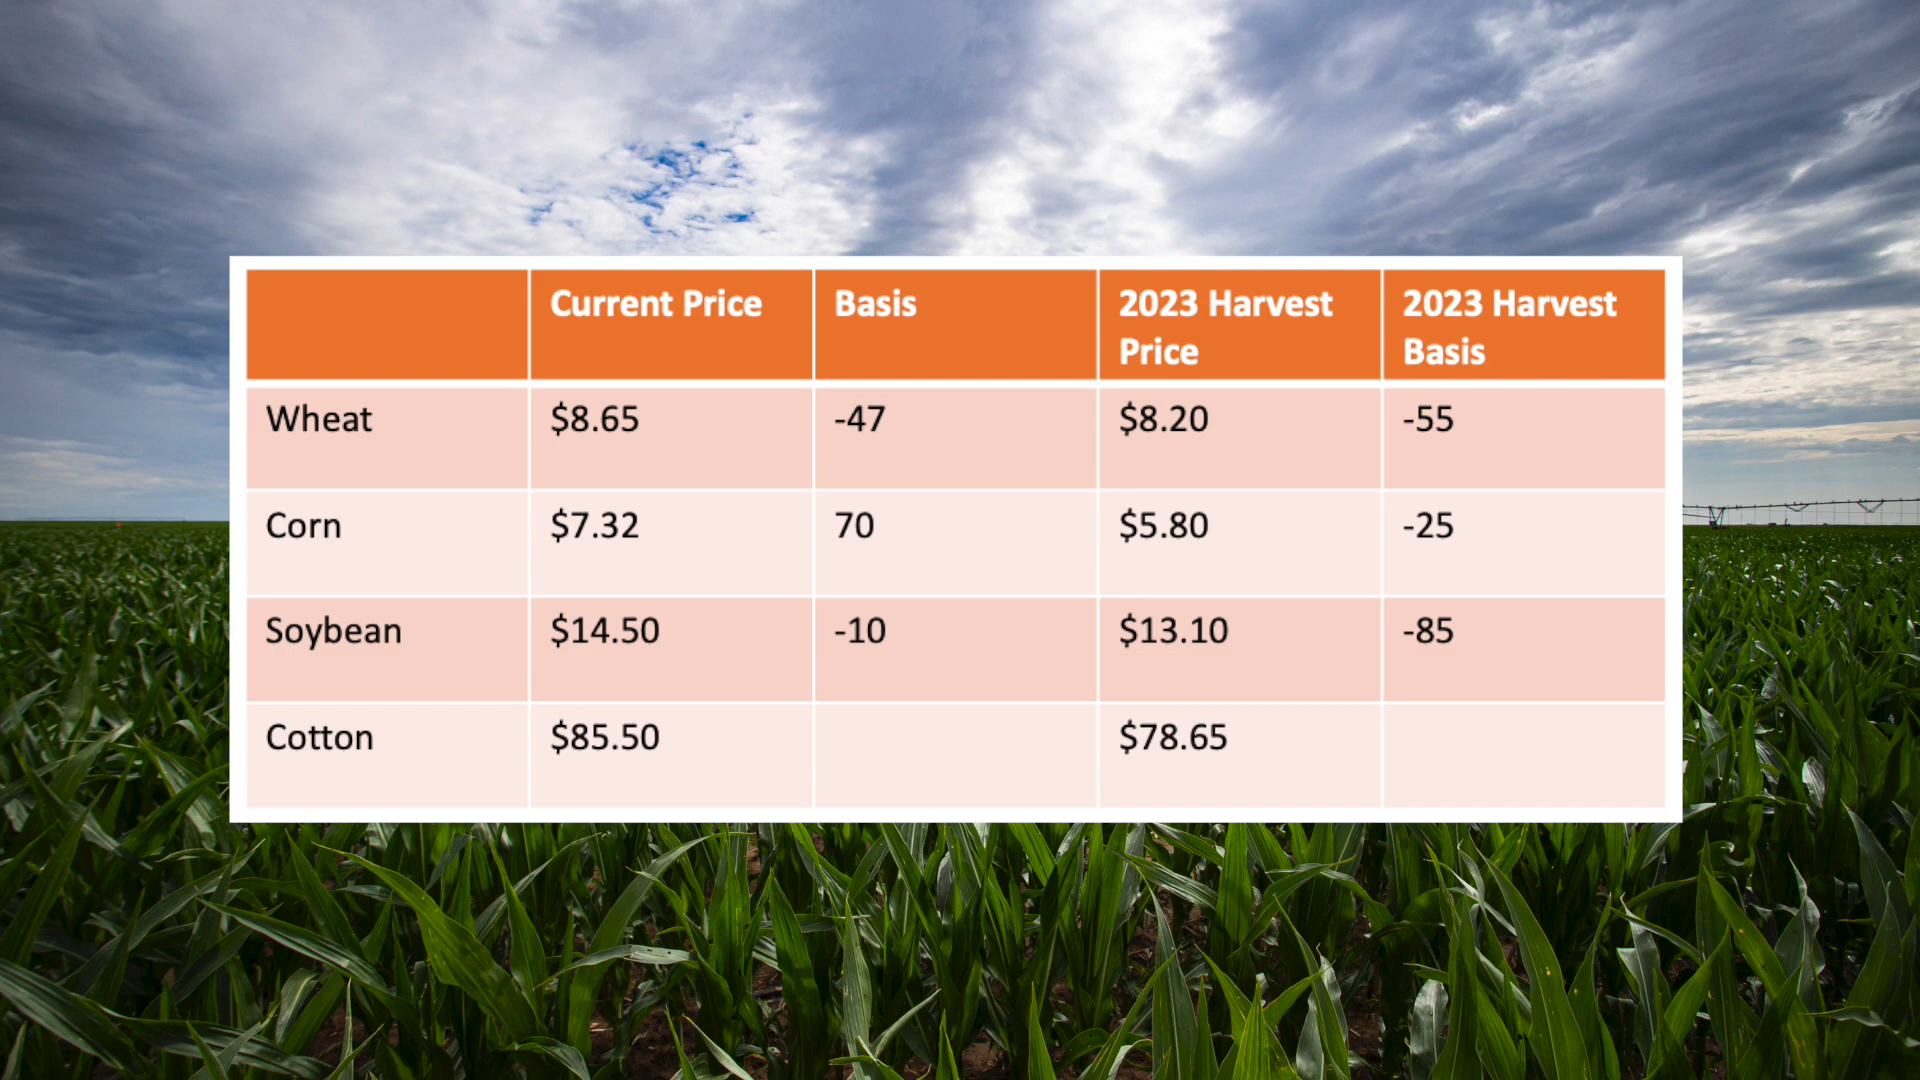 Current Price Basis 2023 Harvest Price 2023 Harvest Basis
Wheat $8.65 -47 $8.20 -55
Corn $7.32 70 $5.80 -25
Soybean $14.50 -10 $13.10 -85
Cotton $85.50 $78.65